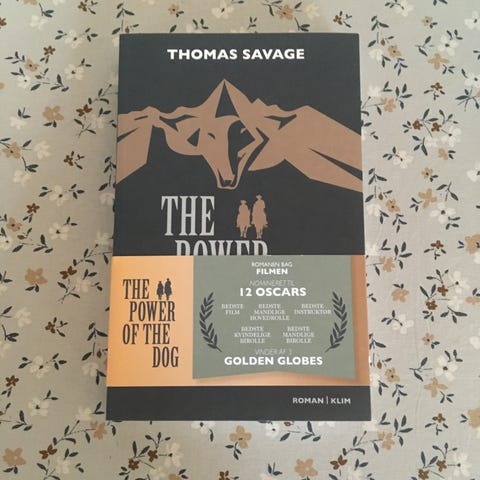 THOMAS SAVAGE
THE
POWER
ROMANEN BAG
FILMEN
NOMINERET TIL
12 OSCARS
BEDSTE FILM
BEDSTE MANDLIGE HOVEDROLLE
BEDSTE INSTRUKTØR
BEDSTE KVINDELIGE BIROLLE
BEDSTE MANDLIGE BIROLLE
VINDER AF 3
GOLDEN GLOBES
THE
POWER
OF THE
DOG
ROMAN | KLIM